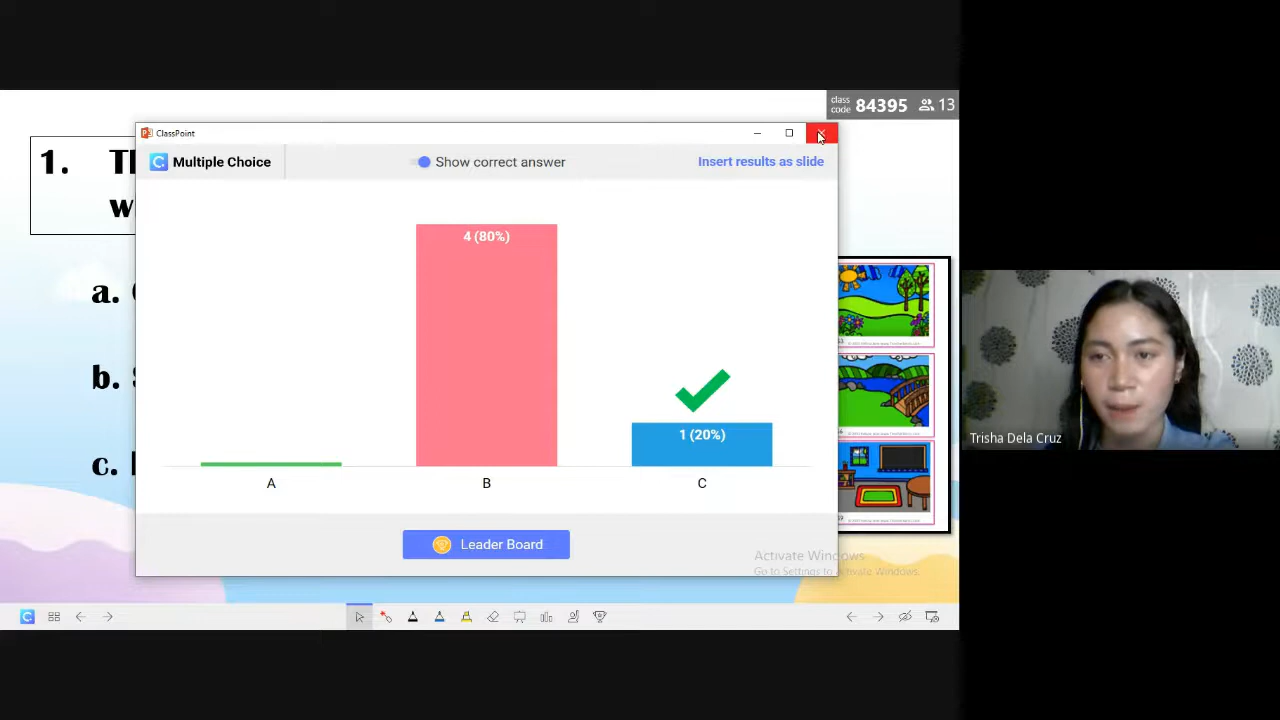 class
code 84395 13
ClassPoint
Multiple Choice
Show correct answer
Insert results as slide
1.
4 (80%)
a.
b.
1 (20%)
c.
A
B
C
Trisha Dela Cruz
Leader Board
Activate Windows
Go to Settings to activate Windows.